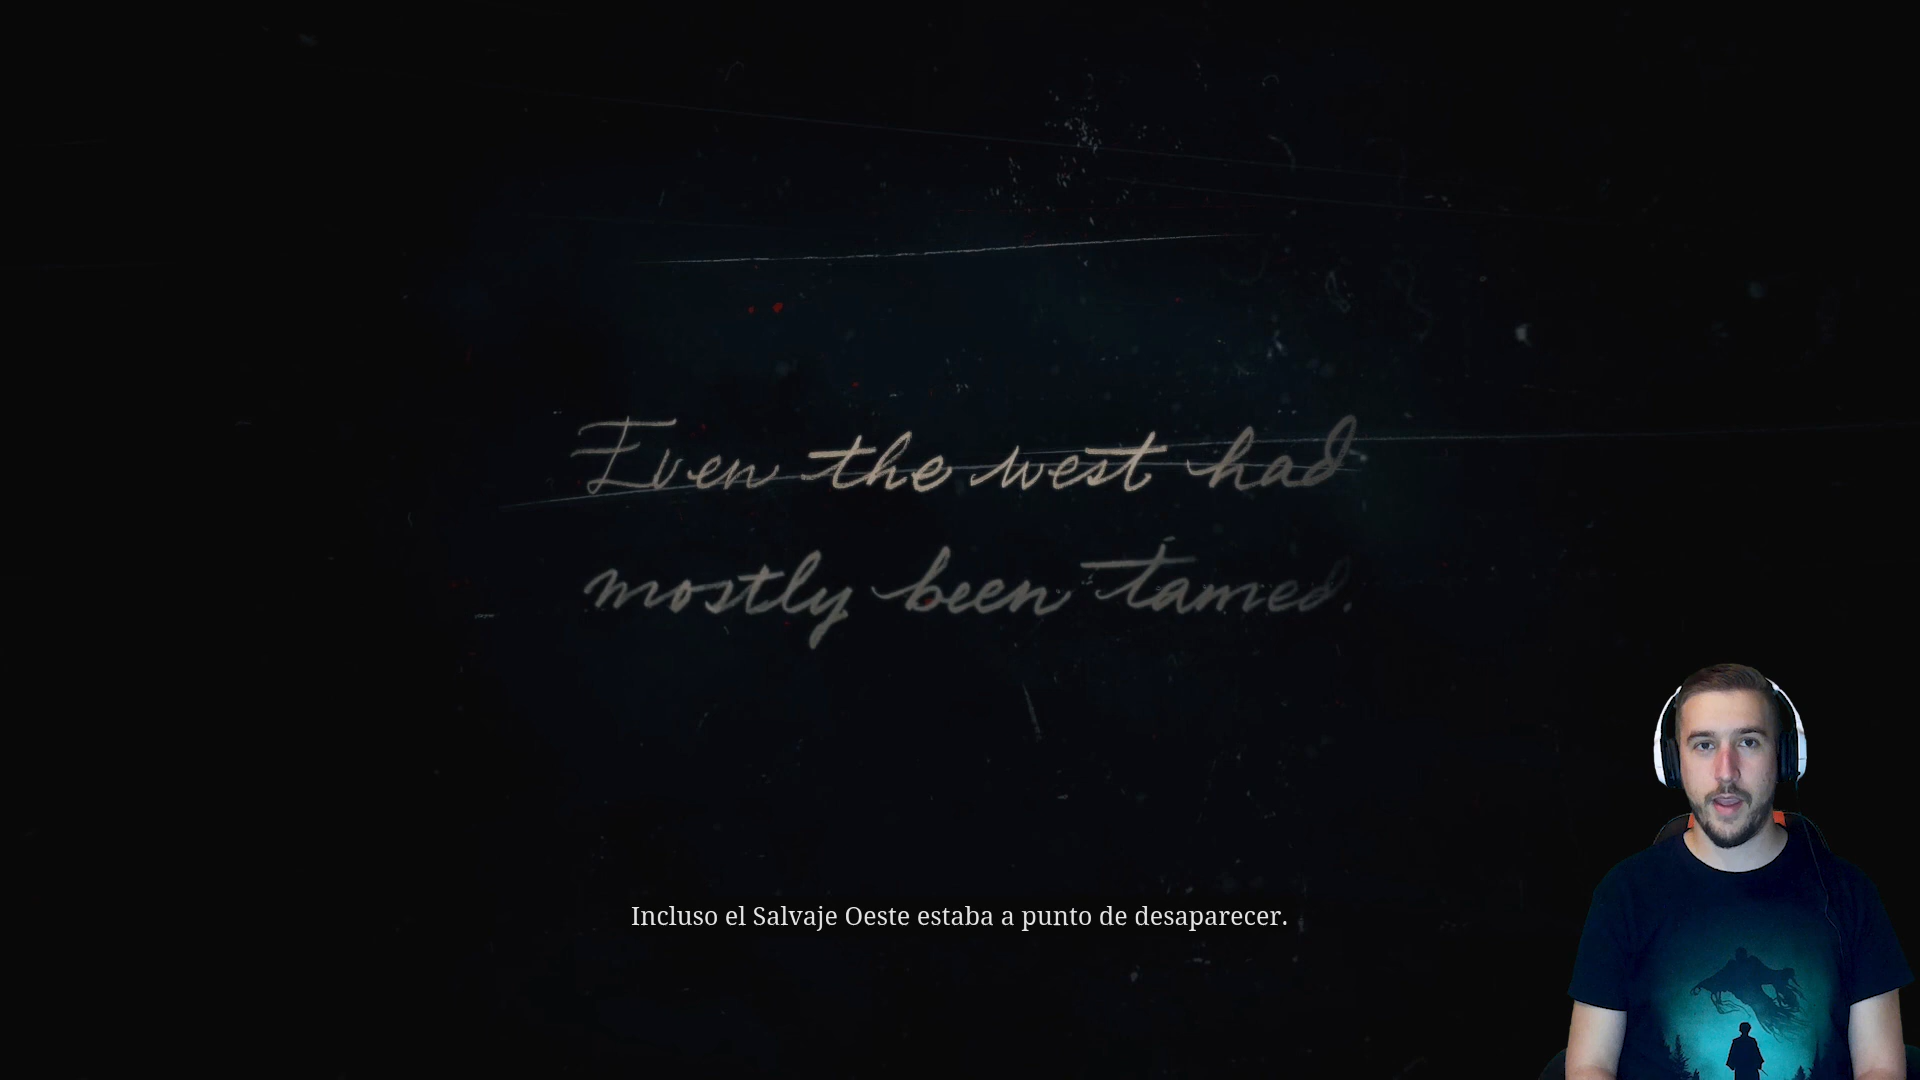 Even the west had
mostly been tamed.
Incluso el Salvaje Oeste estaba a punto de desaparecer.